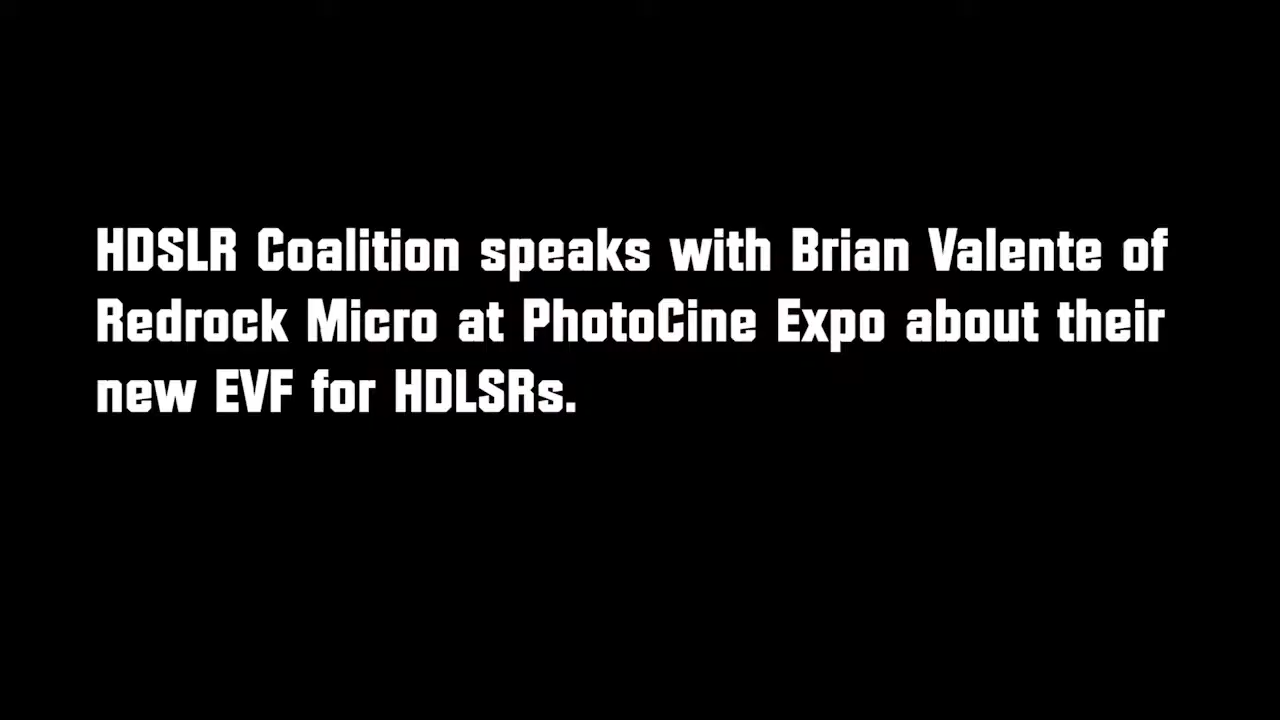 HDSLR Coalition speaks with Brian Valente of
Redrock Micro at PhotoCine Expo about their
new EVF for HDLSRs.